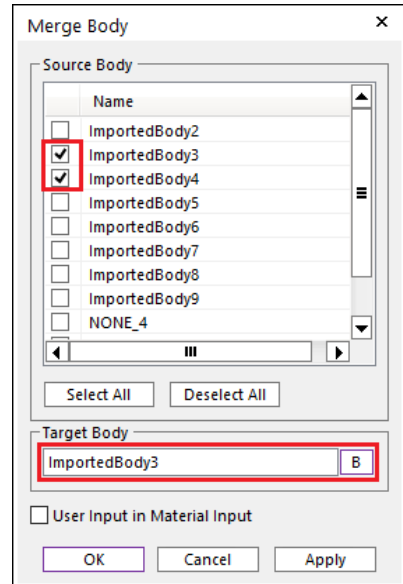 Merge Body
Source Body
Name
ImportedBody2
ImportedBody3
ImportedBody4
ImportedBody5
ImportedBody6
ImportedBody7
ImportedBody8
ImportedBody9
NONE_4
Select All Deselect All
Target Body
ImportedBody3 B
User Input in Material Input
OK Cancel Apply